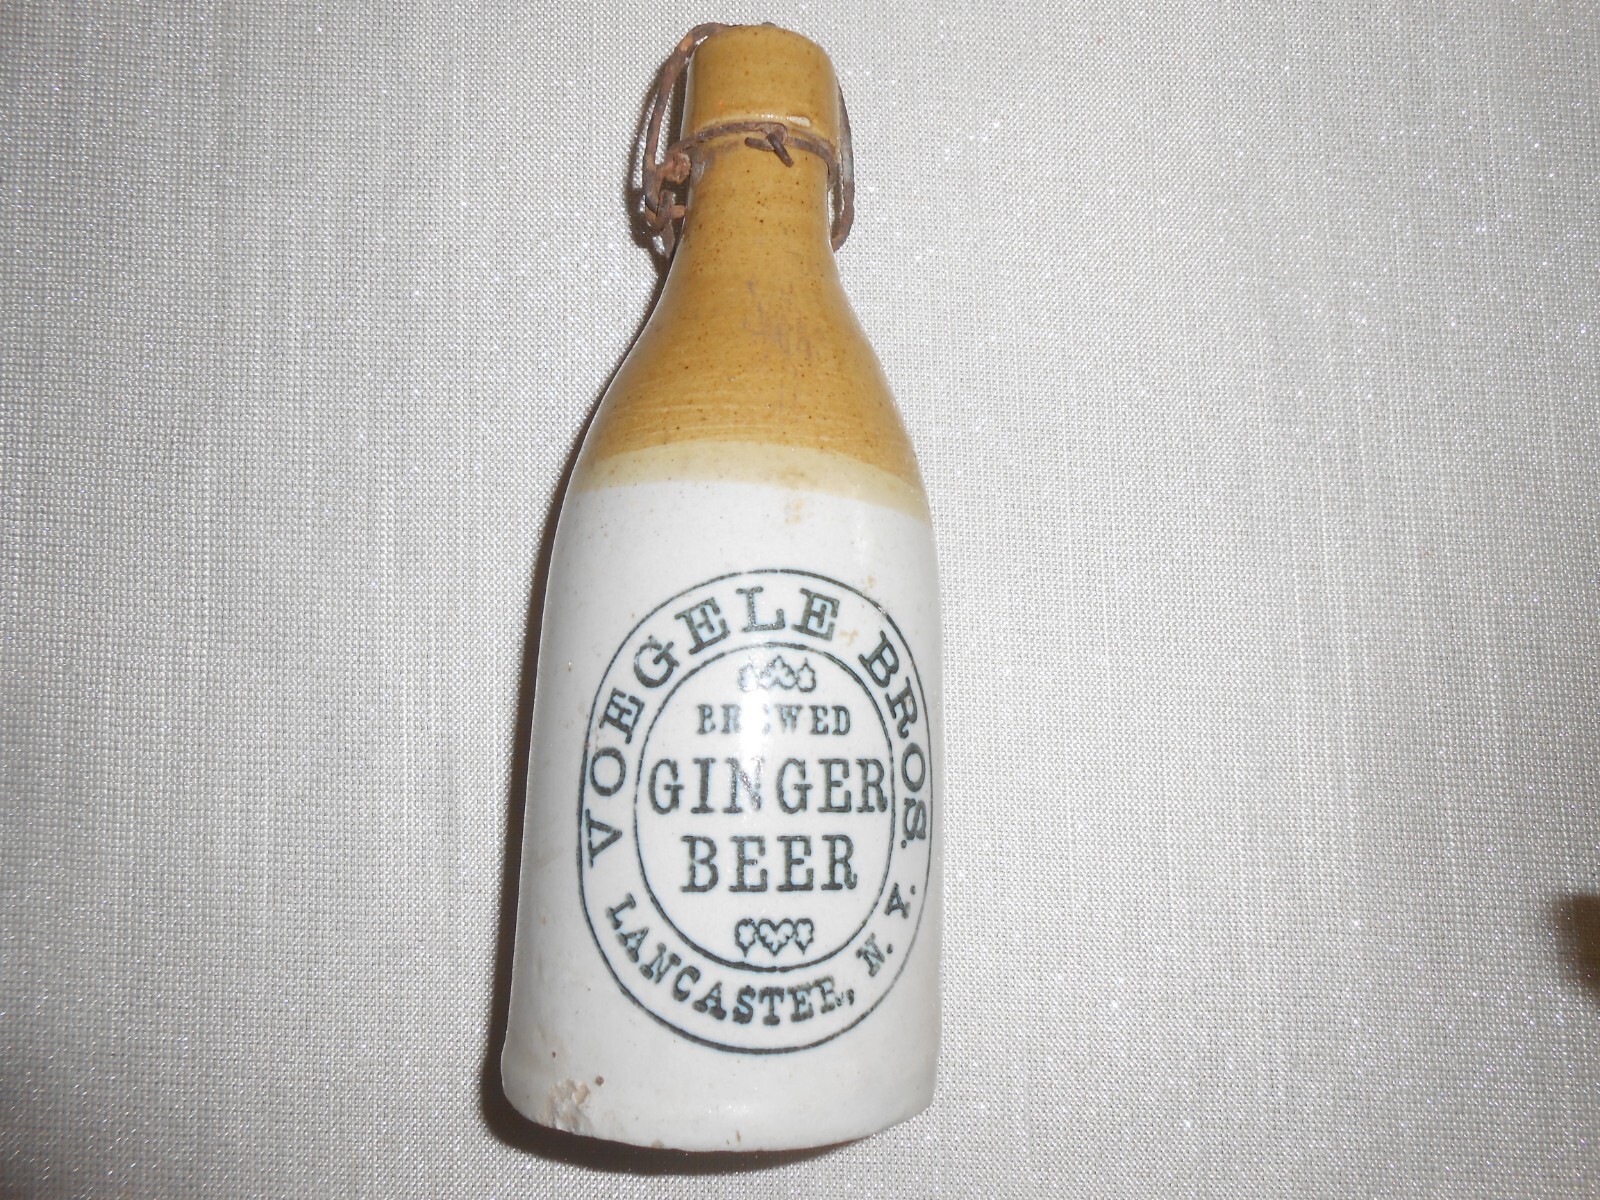 VOEGELE BROS.
BREWED
GINGER
BEER
LANCASTER, N. Y.